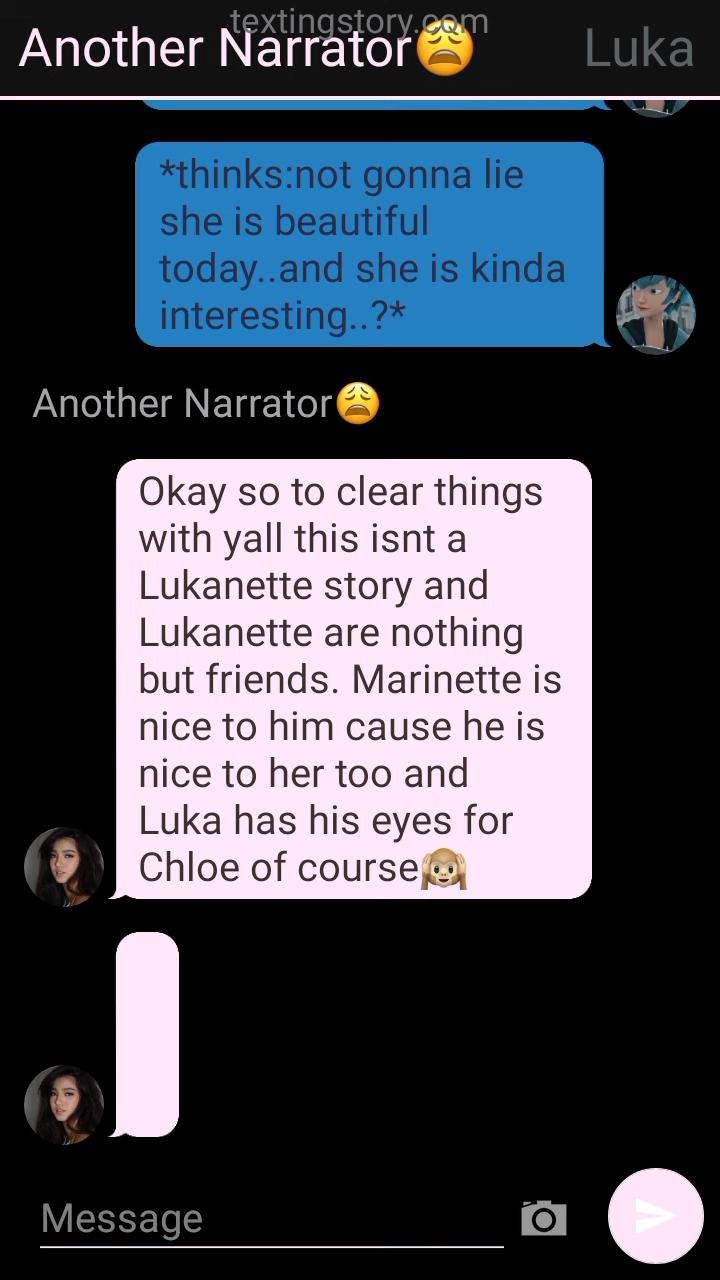 textingstory.com
Another Narrator😩 Luka
*thinks:not gonna lie
she is beautiful
today..and she is kinda
interesting..?*
Another Narrator😩
Okay so to clear things
with yall this isnt a
Lukanette story and
Lukanette are nothing
but friends. Marinette is
nice to him cause he is
nice to her too and
Luka has his eyes for
Chloe of course🙉
Message